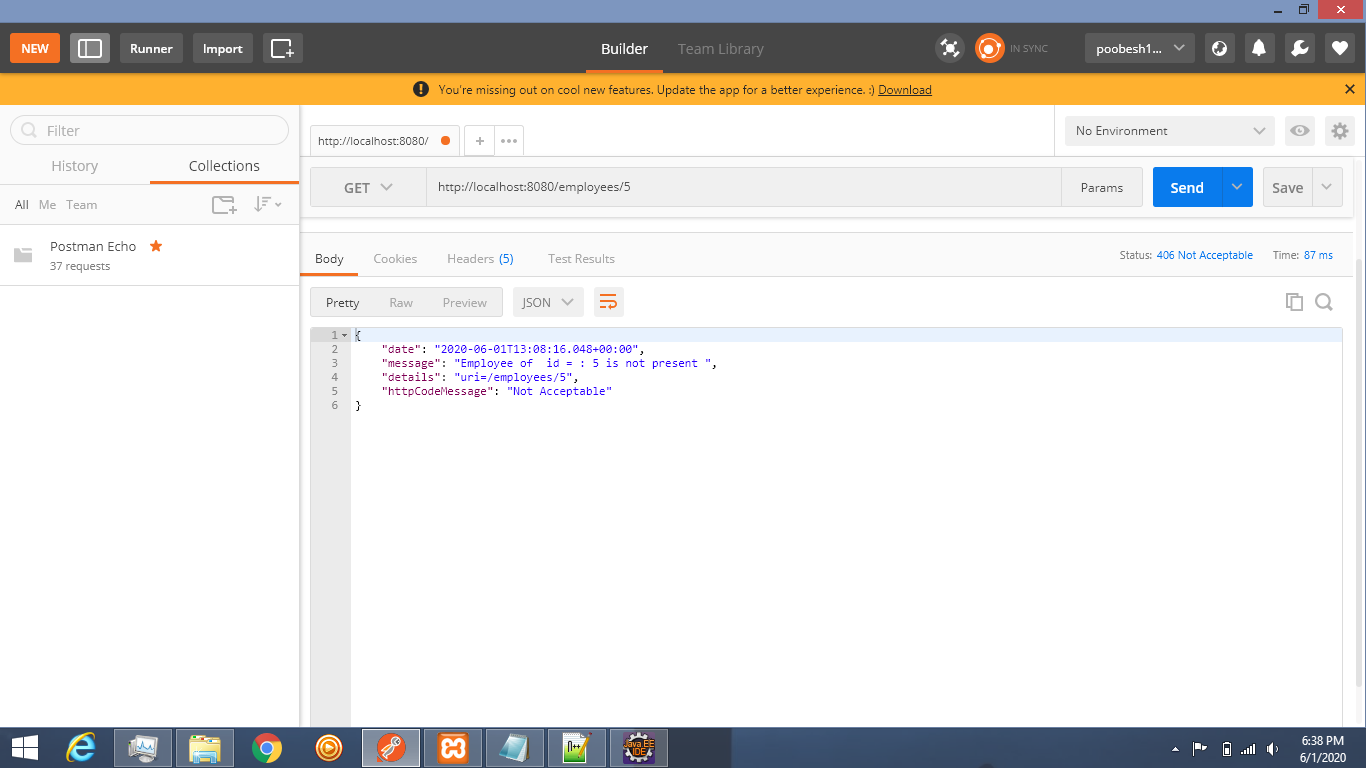 NEW
Runner
Import
Builder
Team Library
IN SYNC
poobesh1...
You're missing out on cool new features. Update the app for a better experience. :) Download
Filter
History
Collections
All Me Team
Postman Echo
37 requests
http://localhost:8080/
No Environment
GET
http://localhost:8080/employees/5
Params
Send
Save
Body
Cookies
Headers (5)
Test Results
Status: 406 Not Acceptable
Time: 87 ms
Pretty
Raw
Preview
JSON
1 {
2 "date": "2020-06-01T13:08:16.048+00:00",
3 "message": "Employee of  id = : 5 is not present ",
4 "details": "uri=/employees/5",
5 "httpCodeMessage": "Not Acceptable"
6 }
Java EE
IDE
6:38 PM
6/1/2020